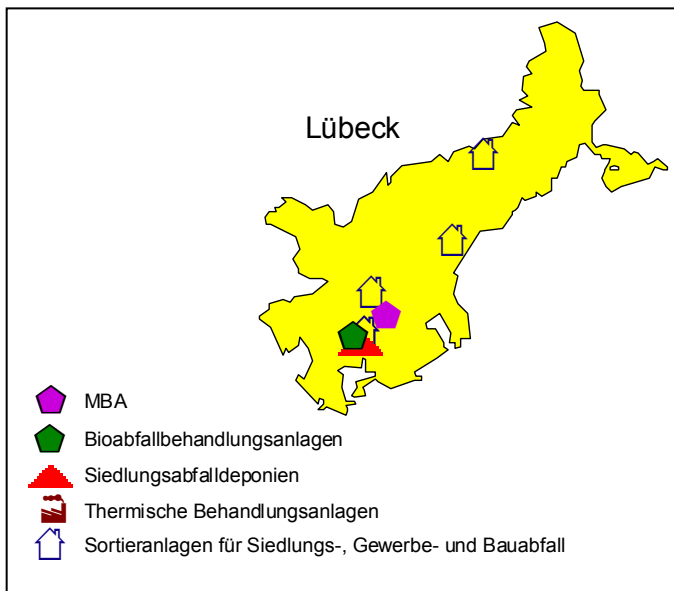 Lübeck
MBA
Bioabfallbehandlungsanlagen
Siedlungsabfalldeponien
Thermische Behandlungsanlagen
Sortieranlagen für Siedlungs-, Gewerbe- und Bauabfall